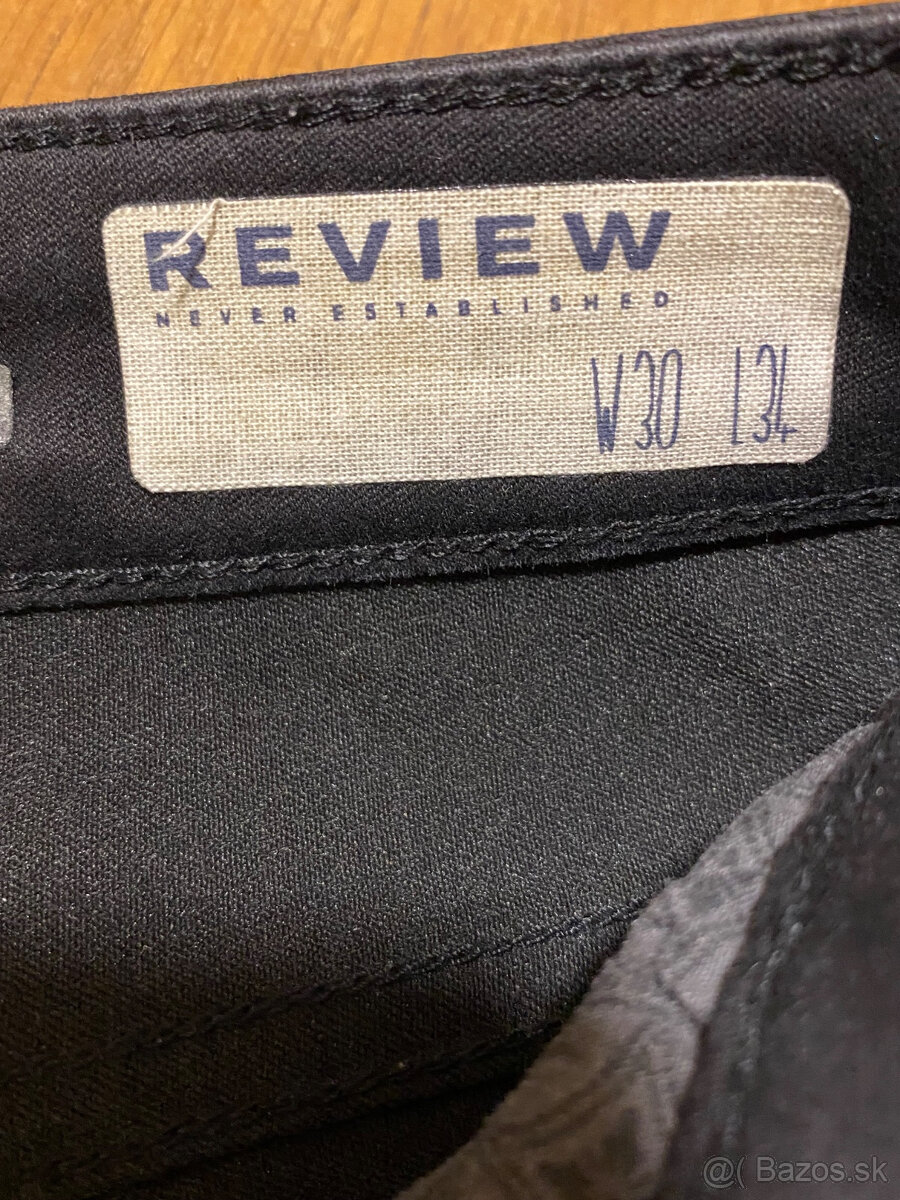 REVIEW
NEVER ESTABLISHED
W30 L34
@( Bazos.sk